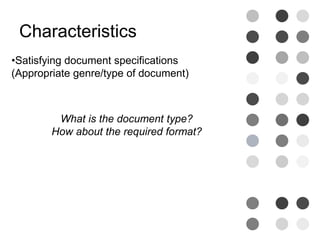 Characteristics
•Satisfying document specifications
(Appropriate genre/type of document)
What is the document type?
How about the required format?